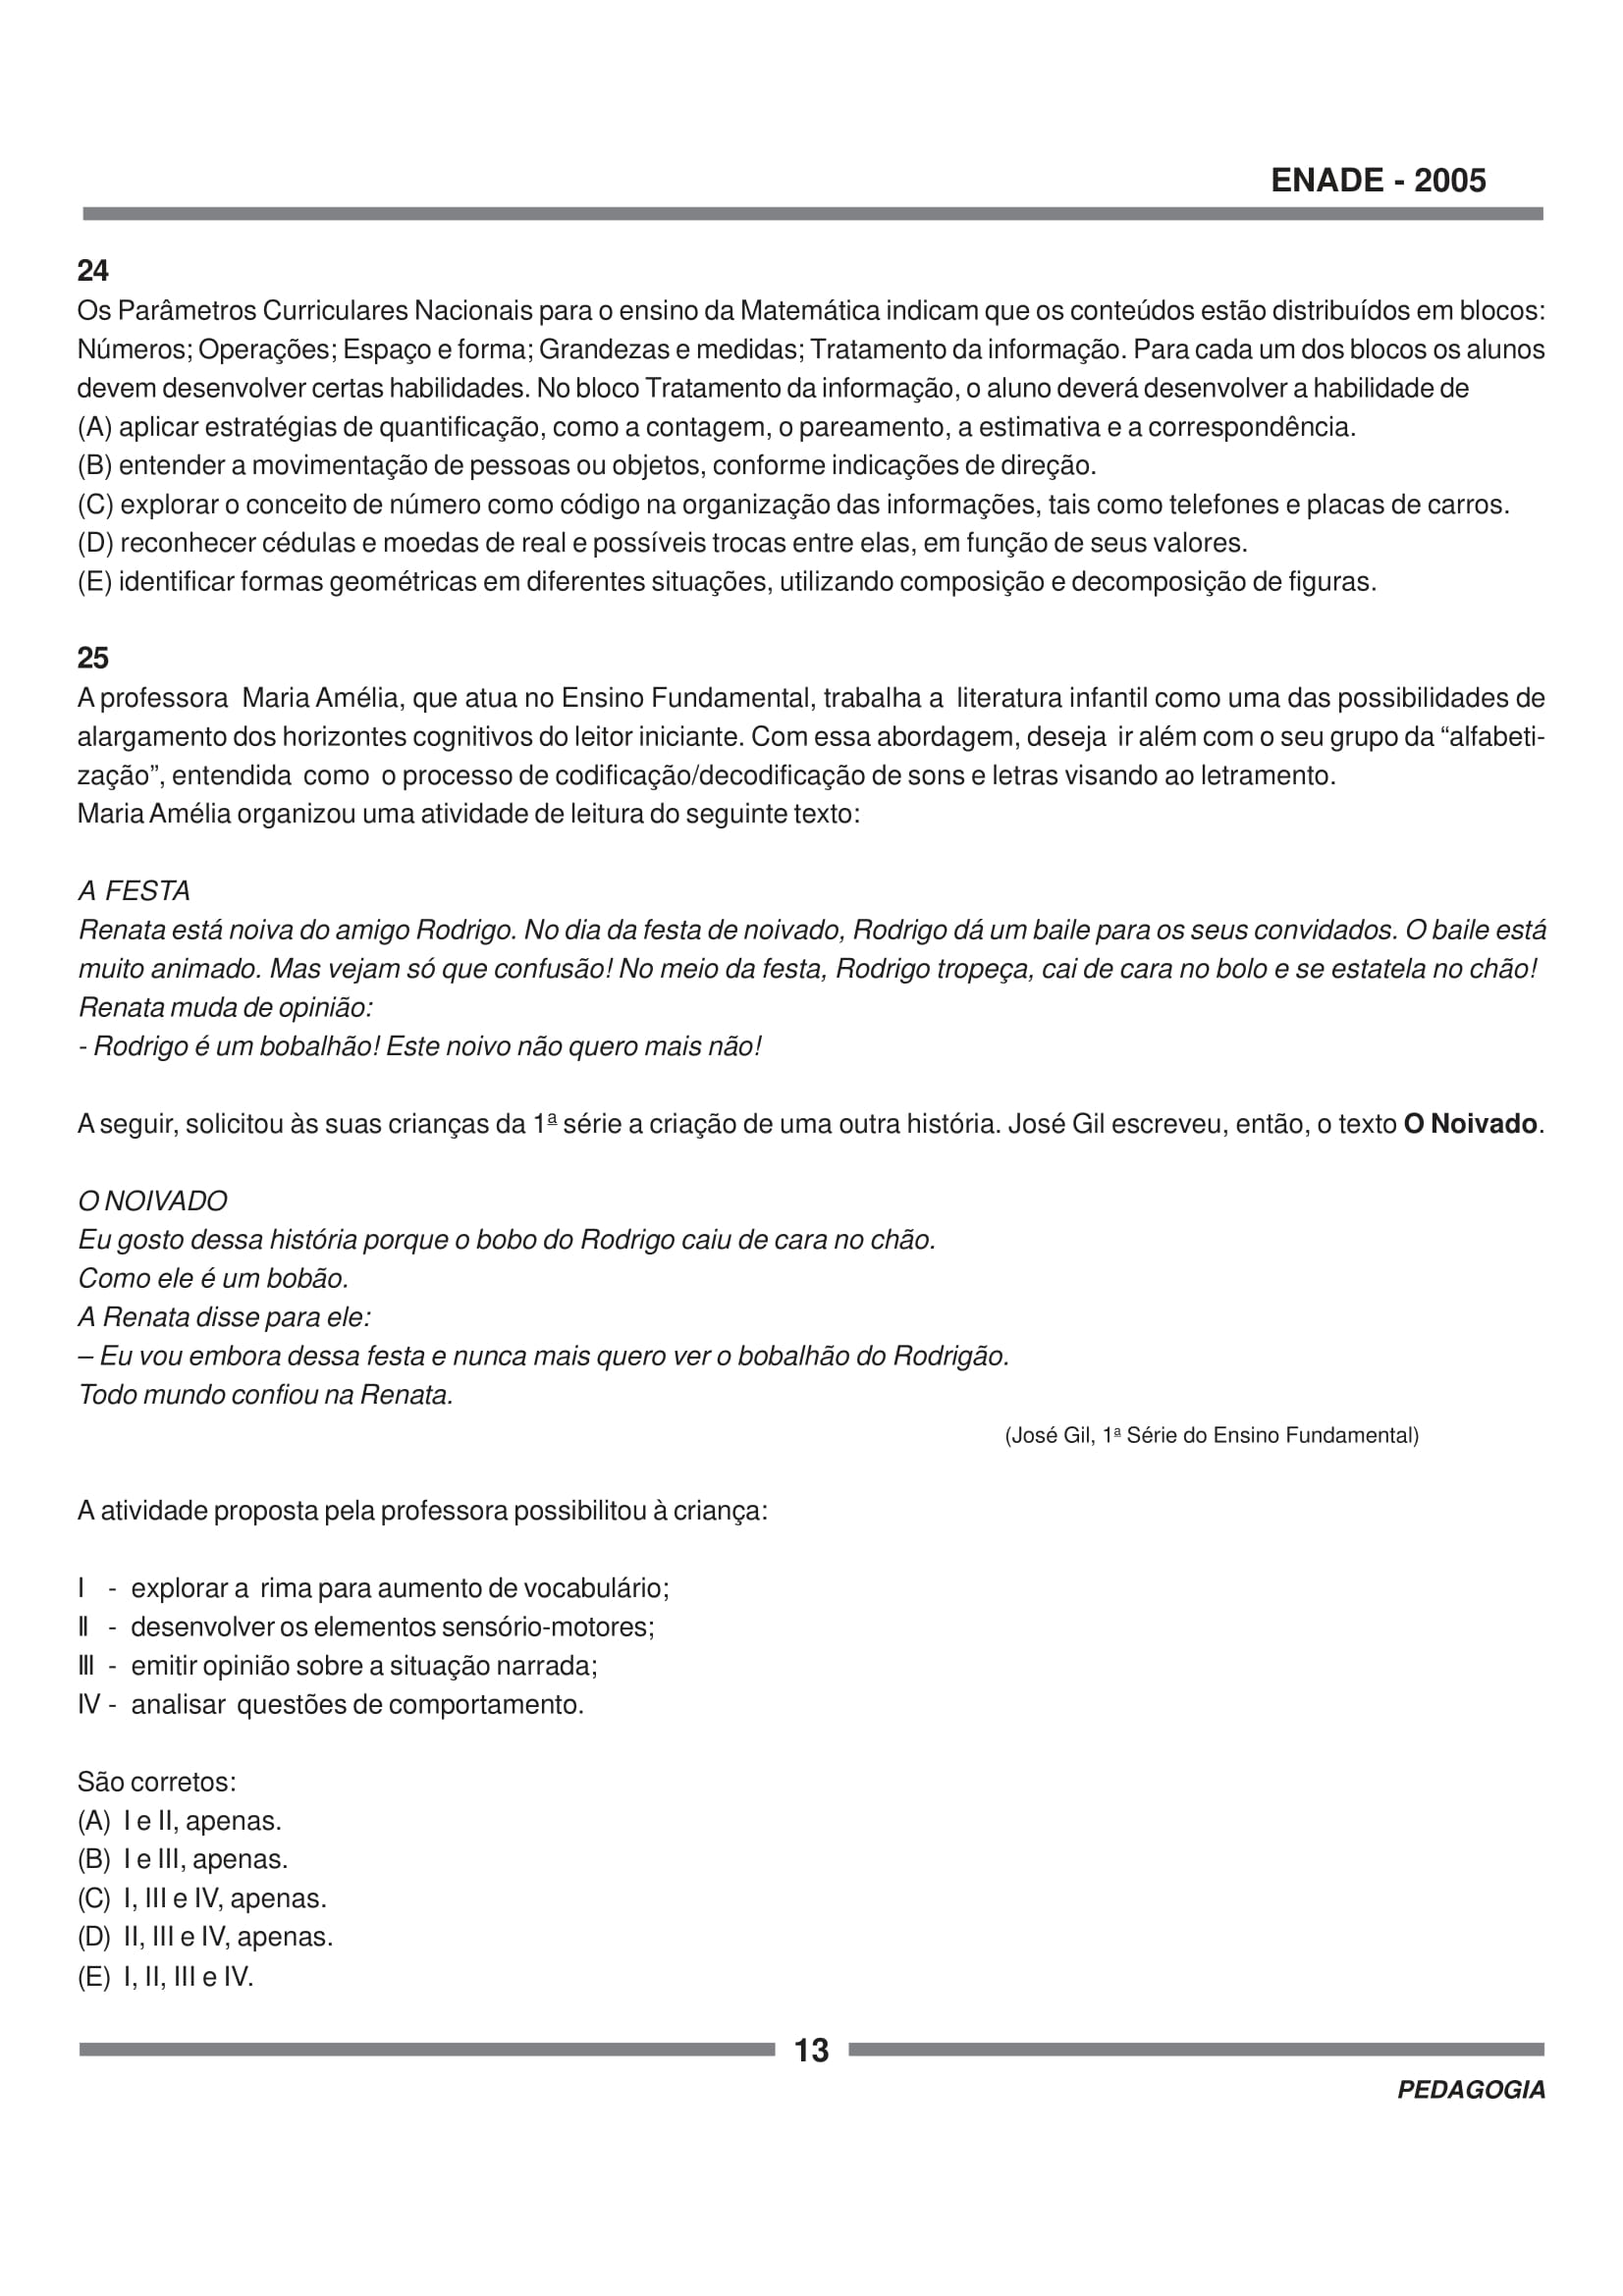 ENADE - 2005
24
Os Parâmetros Curriculares Nacionais para o ensino da Matemática indicam que os conteúdos estão distribuídos em blocos:
Números; Operações; Espaço e forma; Grandezas e medidas; Tratamento da informação. Para cada um dos blocos os alunos
devem desenvolver certas habilidades. No bloco Tratamento da informação, o aluno deverá desenvolver a habilidade de
(A) aplicar estratégias de quantificação, como a contagem, o pareamento, a estimativa e a correspondência.
(B) entender a movimentação de pessoas ou objetos, conforme indicações de direção.
(C) explorar o conceito de número como código na organização das informações, tais como telefones e placas de carros.
(D) reconhecer cédulas e moedas de real e possíveis trocas entre elas, em função de seus valores.
(E) identificar formas geométricas em diferentes situações, utilizando composição e decomposição de figuras.
25
A professora Maria Amélia, que atua no Ensino Fundamental, trabalha a literatura infantil como uma das possibilidades de
alargamento dos horizontes cognitivos do leitor iniciante. Com essa abordagem, deseja ir além com o seu grupo da “alfabeti-
zação”, entendida como o processo de codificação/decodificação de sons e letras visando ao letramento.
Maria Amélia organizou uma atividade de leitura do seguinte texto:
A FESTA
Renata está noiva do amigo Rodrigo. No dia da festa de noivado, Rodrigo dá um baile para os seus convidados. O baile está
muito animado. Mas vejam só que confusão! No meio da festa, Rodrigo tropeça, cai de cara no bolo e se estatela no chão!
Renata muda de opinião:
- Rodrigo é um bobalhão! Este noivo não quero mais não!
A seguir, solicitou às suas crianças da 1ª série a criação de uma outra história. José Gil escreveu, então, o texto O Noivado.
O NOIVADO
Eu gosto dessa história porque o bobo do Rodrigo caiu de cara no chão.
Como ele é um bobão.
A Renata disse para ele:
– Eu vou embora dessa festa e nunca mais quero ver o bobalhão do Rodrigão.
Todo mundo confiou na Renata.
(José Gil, 1ª Série do Ensino Fundamental)
A atividade proposta pela professora possibilitou à criança:
I - explorar a rima para aumento de vocabulário;
II - desenvolver os elementos sensório-motores;
III - emitir opinião sobre a situação narrada;
IV - analisar questões de comportamento.
São corretos:
(A) I e II, apenas.
(B) I e III, apenas.
(C) I, III e IV, apenas.
(D) II, III e IV, apenas.
(E) I, II, III e IV.
13
PEDAGOGIA